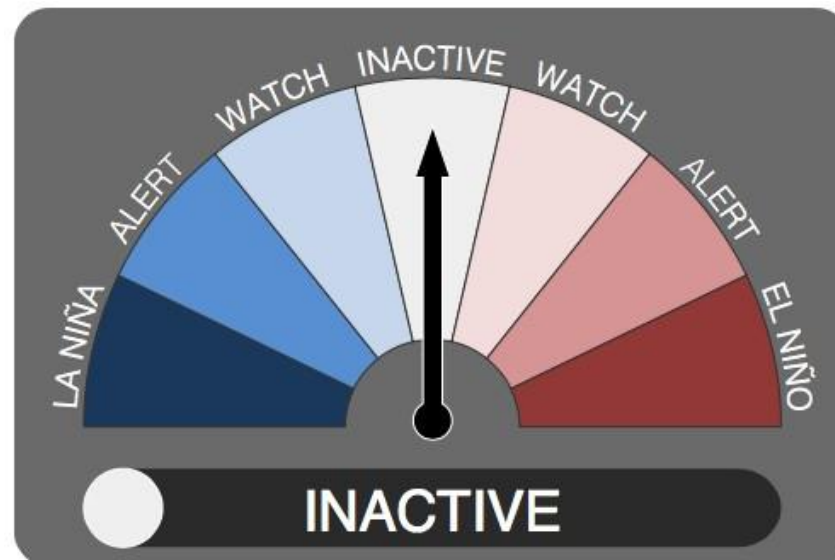 LA NIÑA
ALERT
WATCH
INACTIVE
WATCH
ALERT
EL NIÑO
INACTIVE